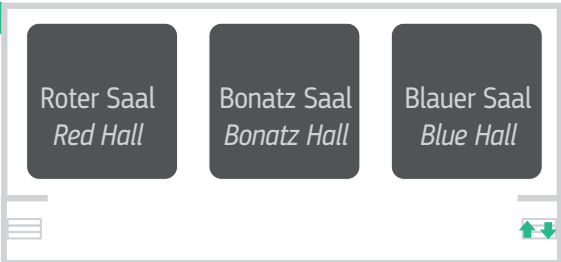 Roter Saal
Red Hall
Bonatz Saal
Bonatz Hall
Blauer Saal
Blue Hall